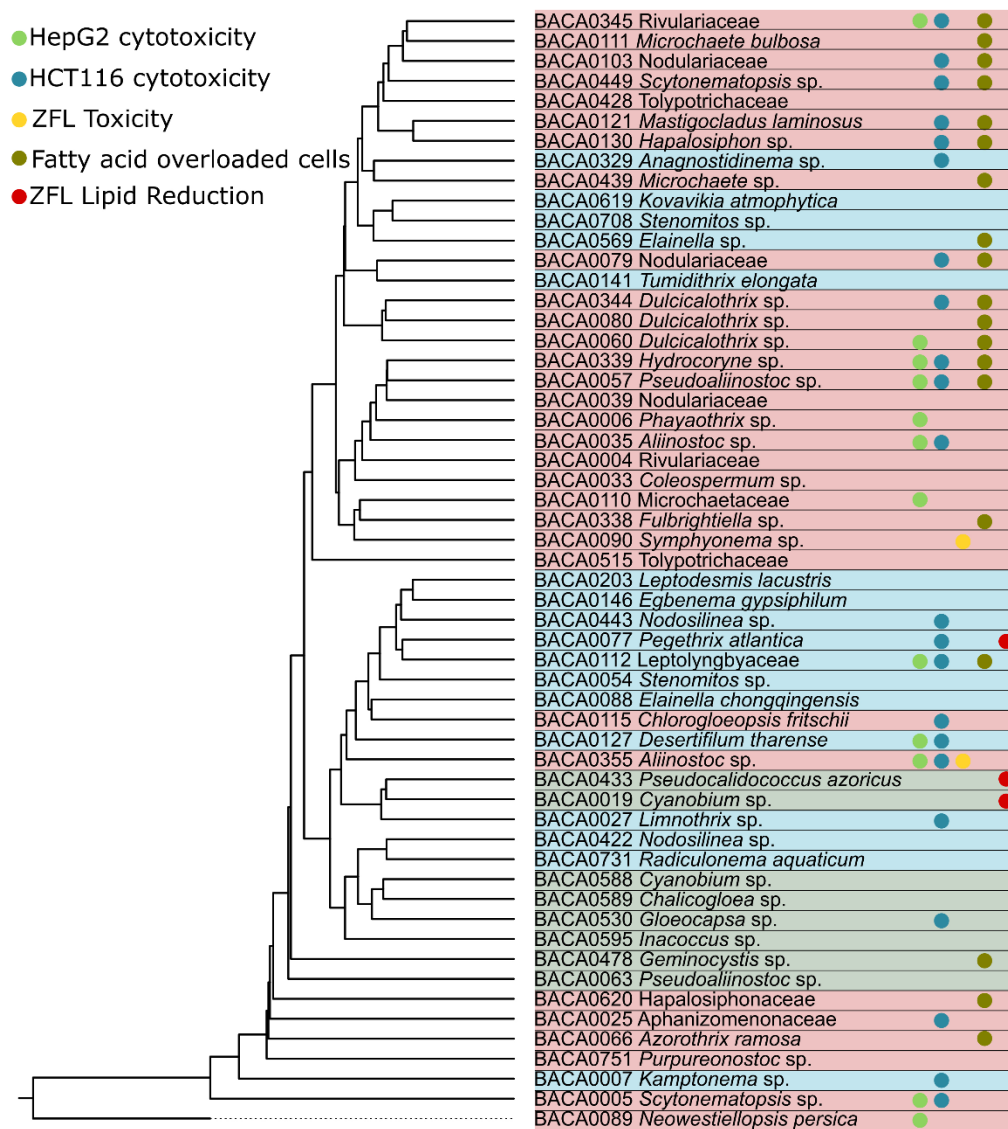 HepG2 cytotoxicity
HCT116 cytotoxicity
ZFL Toxicity
Fatty acid overloaded cells
ZFL Lipid Reduction
BACA0345 Rivulariaceae
BACA0111 Microchaete bulbosa
BACA0103 Nodulariaceae
BACA0449 Scytonematopsis sp.
BACA0428 Tolypotrichaceae
BACA0121 Mastigocladus laminosus
BACA0130 Hapalosiphon sp.
BACA0329 Anagnostidinema sp.
BACA0439 Microchaete sp.
BACA0619 Kovavikia atmophytica
BACA0708 Stenomitos sp.
BACA0569 Elainella sp.
BACA0079 Nodulariaceae
BACA0141 Tumidithrix elongata
BACA0344 Dulcicalothrix sp.
BACA0080 Dulcicalothrix sp.
BACA0060 Dulcicalothrix sp.
BACA0339 Hydrocoryne sp.
BACA0057 Pseudoaliinostoc sp.
BACA0039 Nodulariaceae
BACA0006 Phayaothrix sp.
BACA0035 Aliinostoc sp.
BACA0004 Rivulariaceae
BACA0033 Coleospermum sp.
BACA0110 Microchaetaceae
BACA0338 Fulbrightiella sp.
BACA0090 Symphyonema sp.
BACA0515 Tolypotrichaceae
BACA0203 Leptodesmis lacustris
BACA0146 Egbenema gypsiphilum
BACA0443 Nodosilinea sp.
BACA0077 Pegethrix atlantica
BACA0112 Leptolyngbyaceae
BACA0054 Stenomitos sp.
BACA0088 Elainella chongqingensis
BACA0115 Chlorogloeopsis fritschii
BACA0127 Desertifilum tharense
BACA0355 Aliinostoc sp.
BACA0433 Pseudocalidococcus azoricus
BACA0019 Cyanobium sp.
BACA0027 Limnothrix sp.
BACA0422 Nodosilinea sp.
BACA0731 Radiculonema aquaticum
BACA0588 Cyanobium sp.
BACA0589 Chalicogloea sp.
BACA0530 Gloeocapsa sp.
BACA0595 Inacoccus sp.
BACA0478 Geminocystis sp.
BACA0063 Pseudoaliinostoc sp.
BACA0620 Hapalosiphonaceae
BACA0025 Aphanizomenonaceae
BACA0066 Azorothrix ramosa
BACA0751 Purpureonostoc sp.
BACA0007 Kamptonema sp.
BACA0005 Scytonematopsis sp.
BACA0089 Neowestiellopsis persica